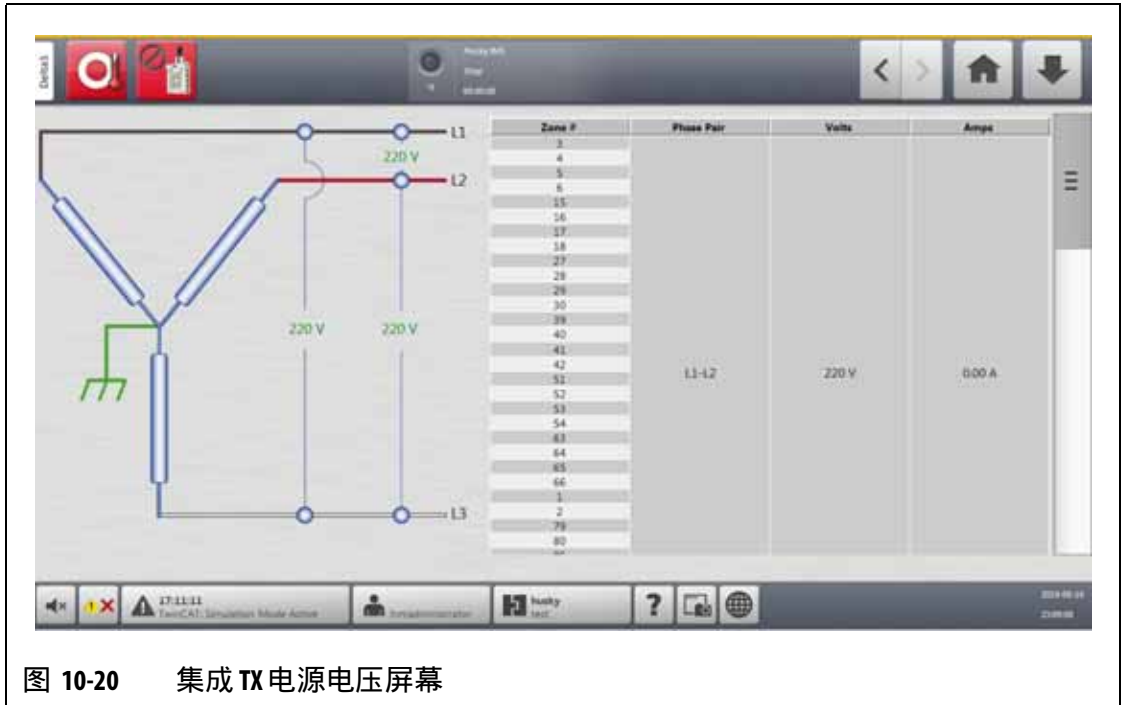 Delta3
L1
220 V
L2
220 V
220 V
L3
Zone # Phase Pair Volts Amps
3
4
5
6
15
16
17
18
27
28
29
30
39
40
41
42
51
52
53
54
63
64
65
66
1
2
79
80
L1-L2 220 V 0.00 A
17:11:11
TwinCAT: Simulation Mode Active
husky
test
?
图 10-20 集成 TX 电源电压屏幕